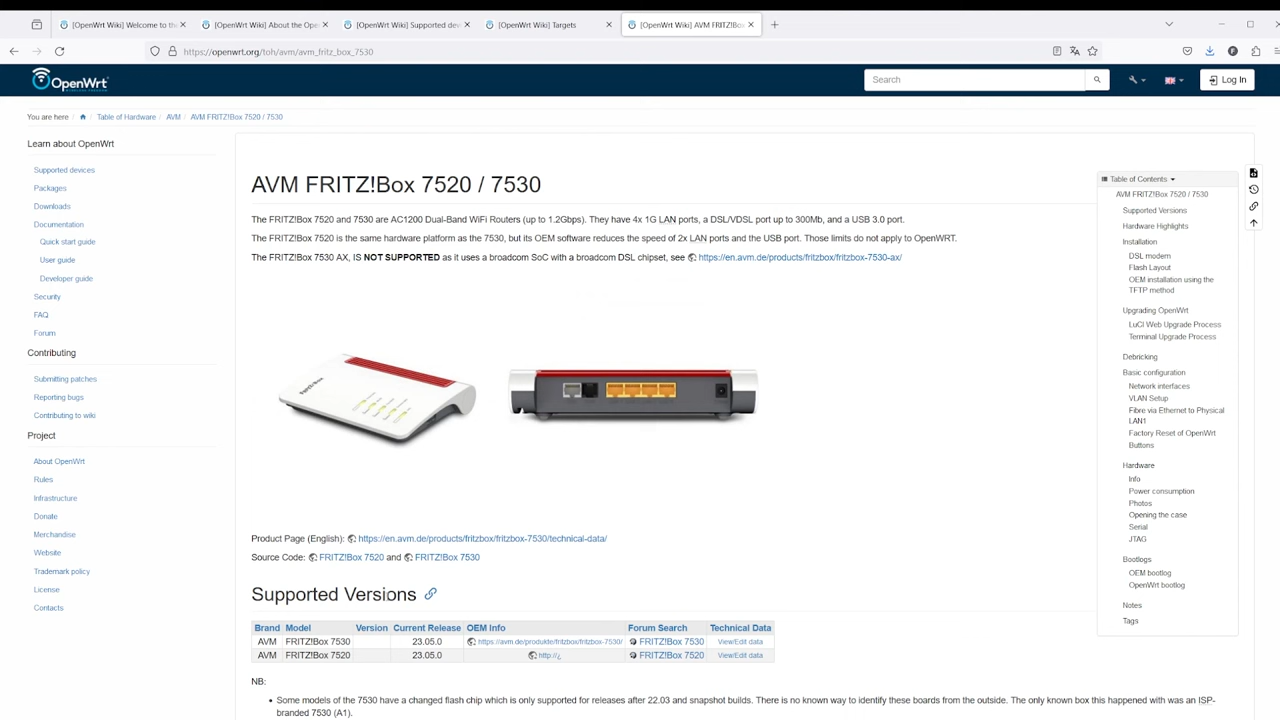 [OpenWrt Wiki] Welcome to the
[OpenWrt Wiki] About the Open
[OpenWrt Wiki] Supported dev
[OpenWrt Wiki] Targets
[OpenWrt Wiki] AVM FRITZ!Box
https://openwrt.org/toh/avm/avm_fritz_box_7530
OpenWrt
Search
Log In
You are here / / Table of Hardware / AVM / AVM FRITZ!Box 7520 / 7530
Learn about OpenWrt
Supported devices
Packages
Downloads
Documentation
Quick start guide
User guide
Developer guide
Security
FAQ
Forum
Contributing
Submitting patches
Reporting bugs
Contributing to wiki
Project
About OpenWrt
Rules
Infrastructure
Donate
Merchandise
Website
Trademark policy
License
Contacts
AVM FRITZ!Box 7520 / 7530
The FRITZ!Box 7520 and 7530 are AC1200 Dual-Band WiFi Routers (up to 1.2Gbps). They have 4x 1G LAN ports, a DSL/VDSL port up to 300Mb, and a USB 3.0 port.
The FRITZ!Box 7520 is the same hardware platform as the 7530, but its OEM software reduces the speed of 2x LAN ports and the USB port. Those limits do not apply to OpenWRT.
The FRITZ!Box 7530 AX, IS NOT SUPPORTED as it uses a broadcom SoC with a broadcom DSL chipset, see https://en.avm.de/products/fritzbox/fritzbox-7530-ax/
Product Page (English): https://en.avm.de/products/fritzbox/fritzbox-7530/technical-data/
Source Code: FRITZ!Box 7520 and FRITZ!Box 7530
Supported Versions
Brand Model Version Current Release OEM Info Forum Search Technical Data
AVM FRITZ!Box 7530 23.05.0 https://avm.de/produkte/fritzbox/fritzbox-7530/ FRITZ!Box 7530 View/Edit data
AVM FRITZ!Box 7520 23.05.0 http://¿ FRITZ!Box 7520 View/Edit data
NB:
• Some models of the 7530 have a changed flash chip which is only supported for releases after 22.03 and snapshot builds. There is no known way to identify these boards from the outside. The only known box this happened with was an ISP-
branded 7530 (A1).
Table of Contents
AVM FRITZ!Box 7520 / 7530
Supported Versions
Hardware Highlights
Installation
DSL modem
Flash Layout
OEM installation using the
TFTP method
Upgrading OpenWrt
LuCI Web Upgrade Process
Terminal Upgrade Process
Debricking
Basic configuration
Network interfaces
VLAN Setup
Fibre via Ethernet to Physical
LAN1
Factory Reset of OpenWrt
Buttons
Hardware
Info
Power consumption
Photos
Opening the case
Serial
JTAG
Bootlogs
OEM bootlog
OpenWrt bootlog
Notes
Tags